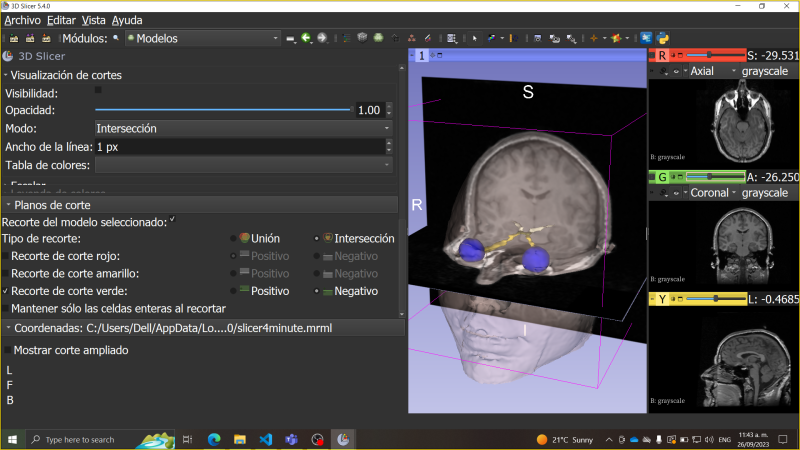 3D Slicer 5.4.0
Archivo Editar Vista Ayuda
Módulos: Modelos
3D Slicer
Visualización de cortes
Visibilidad:
Opacidad: 1.00
Modo: Intersección
Ancho de la línea: 1 px
Tabla de colores:
Planos de corte
Recorte del modelo seleccionado:
Tipo de recorte: Unión Intersección
Recorte de corte rojo: Positivo Negativo
Recorte de corte amarillo: Positivo Negativo
Recorte de corte verde: Positivo Negativo
Mantener sólo las celdas enteras al recortar
Coordenadas: C:/Users/Dell/AppData/Lo....0/slicer4minute.mrml
Mostrar corte ampliado
L
F
B
1
S
R
I
R S: -29.531
Axial grayscale
B: grayscale
G A: -26.250
Coronal grayscale
B: grayscale
Y L: -0.4685
B: grayscale
Type here to search
21°C Sunny
ENG
11:43 a. m.
26/09/2023